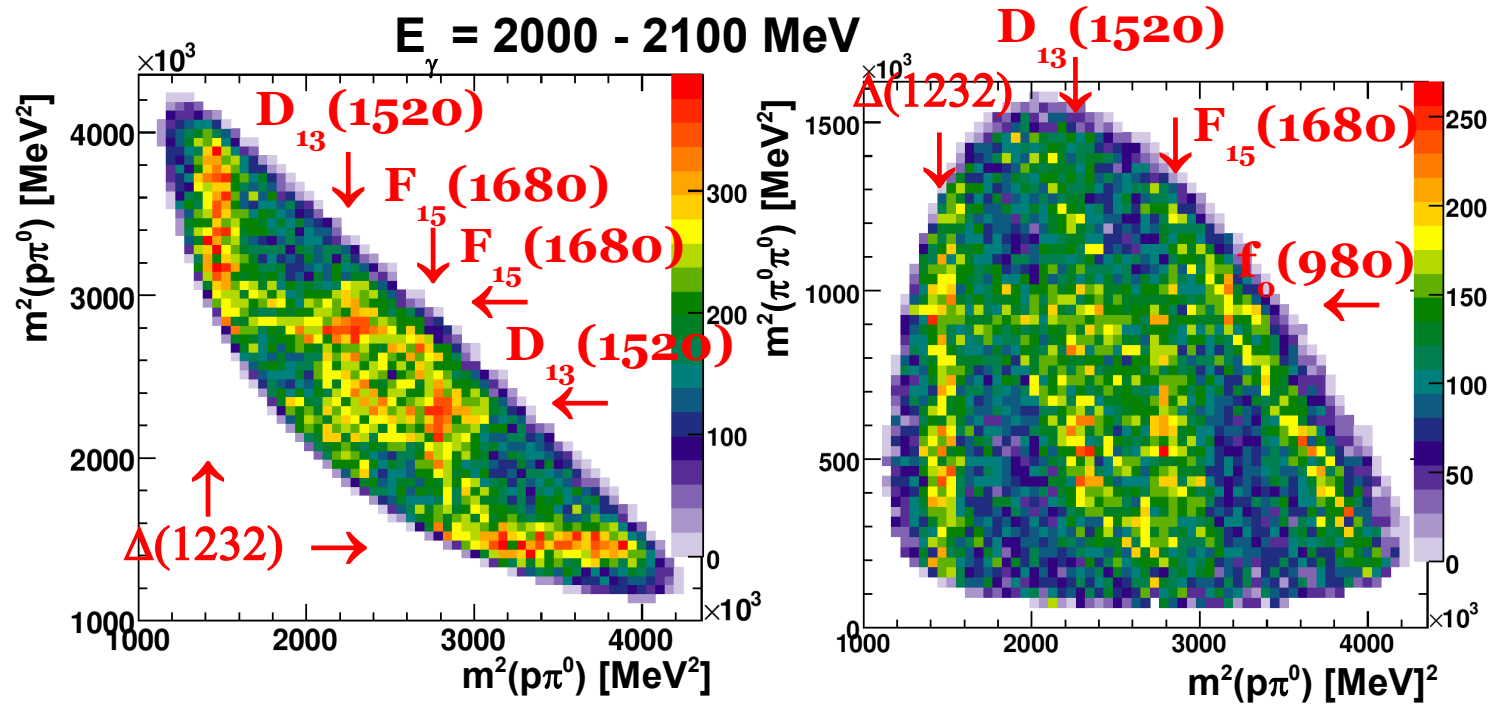 E_γ = 2000 - 2100 MeV
×10³
D₁₃(1520)
F₁₅(1680)
F₁₅(1680)
D₁₃(1520)
Δ(1232)
m²(pπ⁰) [MeV²]
4000
3000
2000
1000
1000
2000
3000
4000
×10³
m²(pπ⁰) [MeV²]
300
200
100
0
×10³
D₁₃(1520)
Δ(1232)
F₁₅(1680)
f₀(980)
m²(π⁰π⁰) [MeV²]
1500
1000
500
0
1000
2000
3000
4000
×10³
m²(pπ⁰) [MeV]²
250
200
150
100
50
0